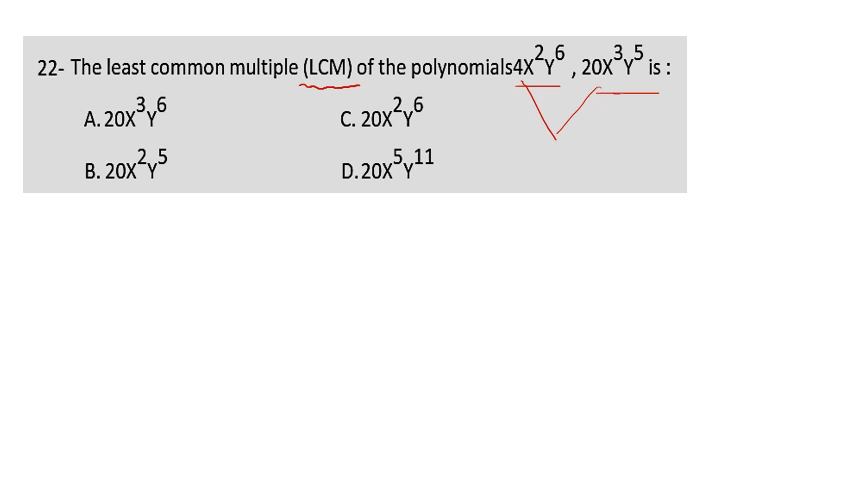 22- The least common multiple (LCM) of the polynomials4X²Y⁶ , 20X³Y⁵ is :
A. 20X³Y⁶ C. 20X²Y⁶
B. 20X²Y⁵ D. 20X⁵Y¹¹